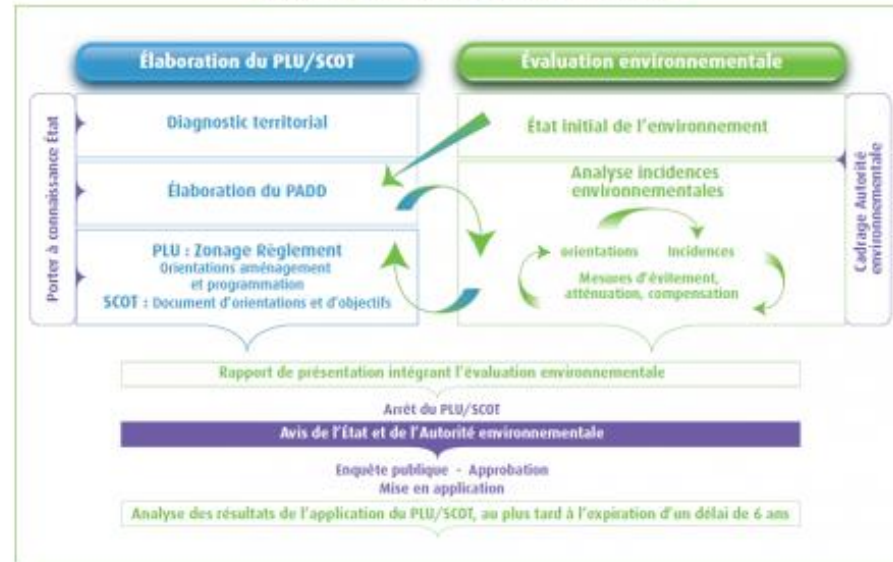 Élaboration du PLU/SCOT
Évaluation environnementale
Porter à connaissance État
Diagnostic territorial
Élaboration du PADD
PLU : Zonage Règlement
Orientations aménagement
et programmation
SCOT : Document d'orientations et d'objectifs
État initial de l'environnement
Analyse incidences
environnementales
orientations
Incidences
Mesures d'évitement,
atténuation, compensation
Cadrage Autorité
environnementale
Rapport de présentation intégrant l'évaluation environnementale
Arrêt du PLU/SCOT
Avis de l'État et de l'Autorité environnementale
Enquête publique - Approbation
Mise en application
Analyse des résultats de l'application du PLU/SCOT, au plus tard à l'expiration d'un délai de 6 ans